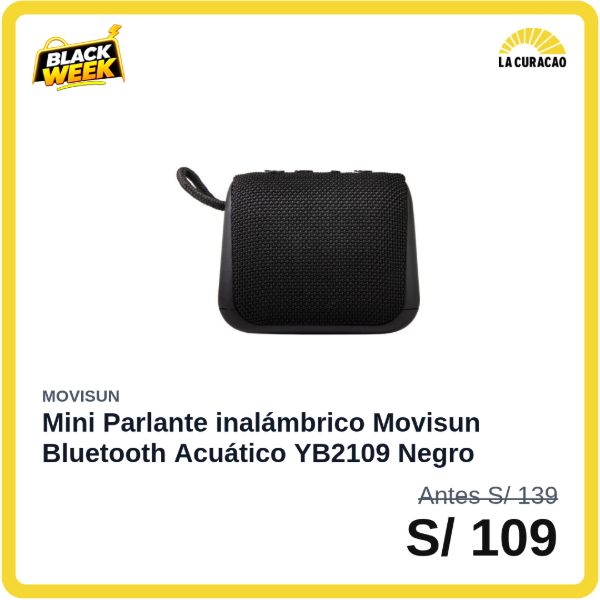 BLACK
WEEK
LA CURACAO
MOVISUN
Mini Parlante inalámbrico Movisun
Bluetooth Acuático YB2109 Negro
Antes S/ 139
S/ 109